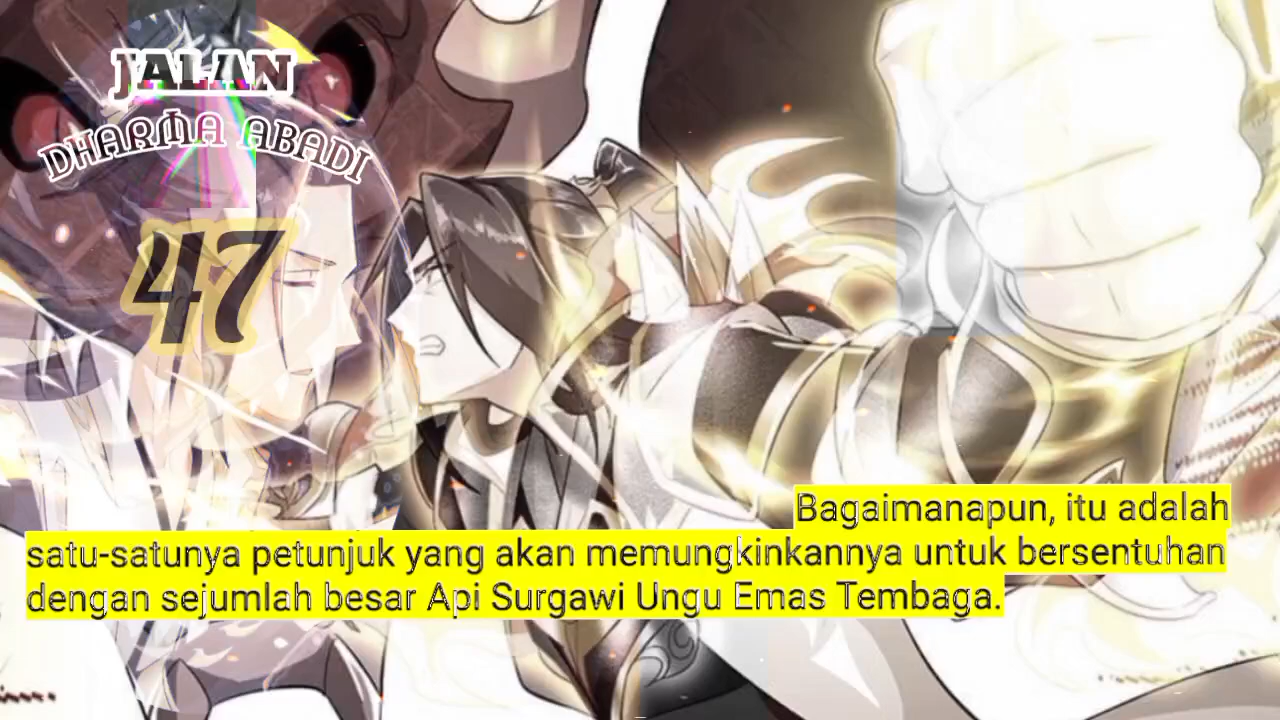 JALAN
DHARMA ABADI
47
Bagaimanapun, itu adalah
satu-satunya petunjuk yang akan memungkinkannya untuk bersentuhan
dengan sejumlah besar Api Surgawi Ungu Emas Tembaga.